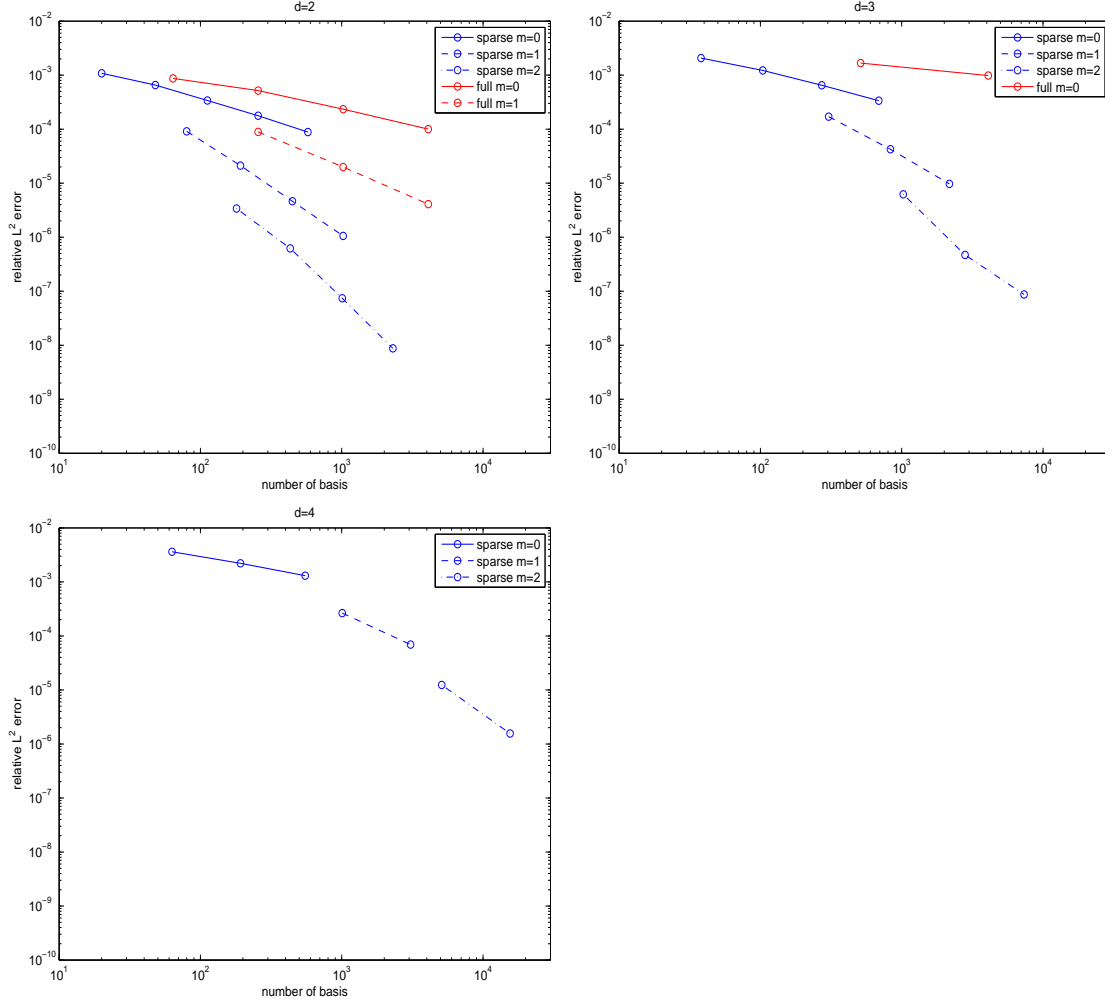 d=2
10^-2
10^-3
10^-4
10^-5
10^-6
10^-7
10^-8
10^-9
10^-10
relative L^2 error
10^1
10^2
10^3
10^4
number of basis
sparse m=0
sparse m=1
sparse m=2
full m=0
full m=1
d=3
10^-2
10^-3
10^-4
10^-5
10^-6
10^-7
10^-8
10^-9
10^-10
relative L^2 error
10^1
10^2
10^3
10^4
number of basis
sparse m=0
sparse m=1
sparse m=2
full m=0
d=4
10^-2
10^-3
10^-4
10^-5
10^-6
10^-7
10^-8
10^-9
10^-10
relative L^2 error
10^1
10^2
10^3
10^4
number of basis
sparse m=0
sparse m=1
sparse m=2